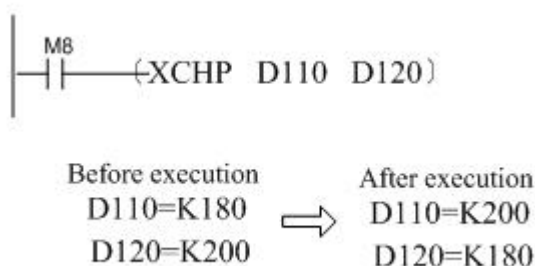 M8
(XCHP D110 D120)
Before execution
D110=K180
D120=K200
After execution
D110=K200
D120=K180